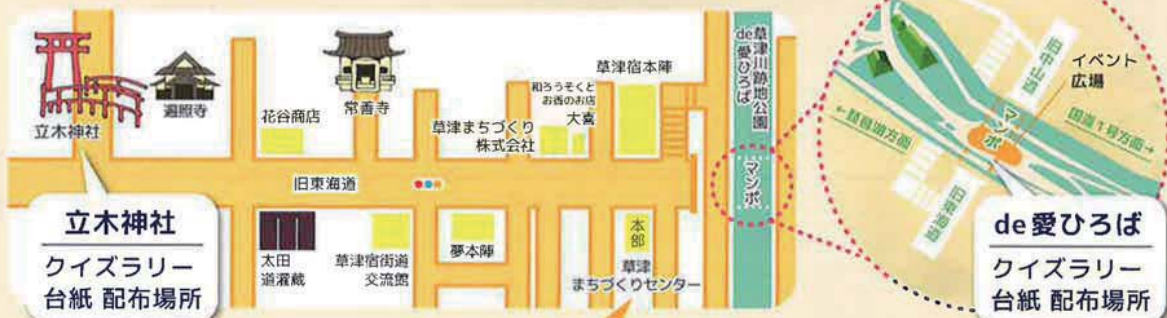 立木神社
遍照寺
花谷商店
常善寺
草津まちづくり
株式会社
和ろうそくと
お香のお店
大喜
草津宿本陣
草津川跡地公園
de愛ひろば
旧東海道
マンポ
太田
道灌蔵
草津宿街道
交流館
夢本陣
本部
草津
まちづくりセンター
立木神社
クイズラリー
台紙 配布場所
旧中山道
イベント
広場
マンポ
←琵琶湖方面
国道1号方面→
旧東海道
de愛ひろば
クイズラリー
台紙 配布場所